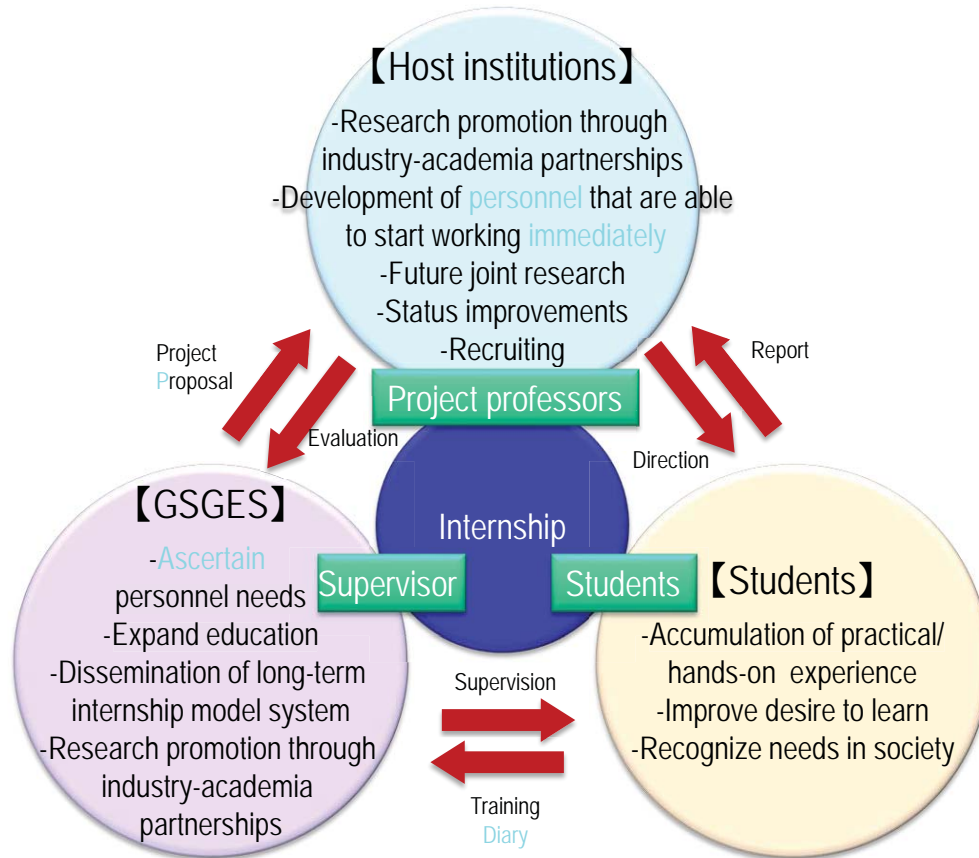 【Host institutions】
-Research promotion through
industry-academia partnerships
-Development of personnel that are able
to start working immediately
-Future joint research
-Status improvements
-Recruiting
Project professors
Project
Proposal
Evaluation
Report
Direction
Internship
Supervisor
Students
【GSGES】
-Ascertain
personnel needs
-Expand education
-Dissemination of long-term
internship model system
-Research promotion through
industry-academia
partnerships
【Students】
-Accumulation of practical/
hands-on experience
-Improve desire to learn
-Recognize needs in society
Supervision
Training
Diary